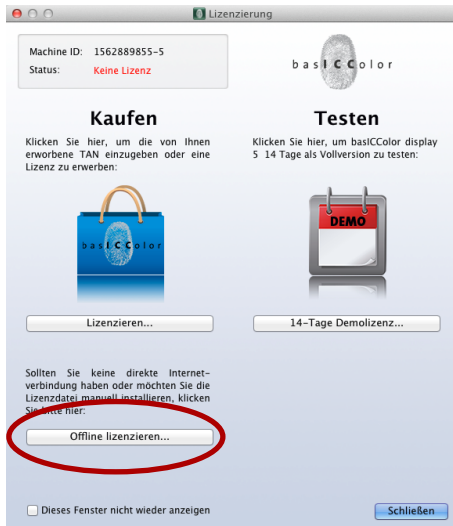 Lizenzierung
Machine ID: 1562889855-5
Status: Keine Lizenz
basICColor
Kaufen
Klicken Sie hier, um die von Ihnen
erworbene TAN einzugeben oder eine
Lizenz zu erwerben:
basICColor
Lizenzieren...
Testen
Klicken Sie hier, um basICColor display
5 14 Tage als Vollversion zu testen:
DEMO
14-Tage Demolizenz...
Sollten Sie keine direkte Internet-
verbindung haben oder möchten Sie die
Lizenzdatei manuell installieren, klicken
Sie bitte hier:
Offline lizenzieren...
Dieses Fenster nicht wieder anzeigen
Schließen